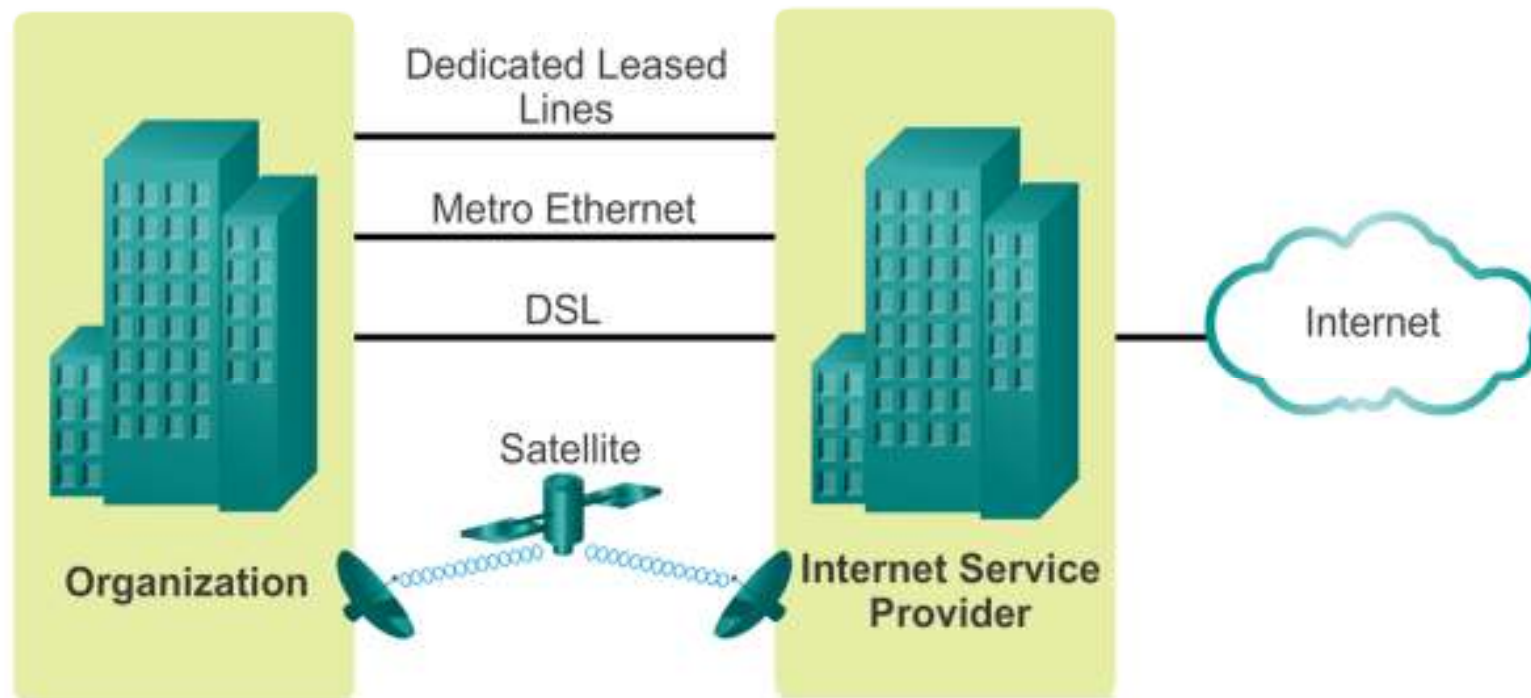 Dedicated Leased
Lines
Metro Ethernet
DSL
Satellite
Organization
Internet Service
Provider
Internet